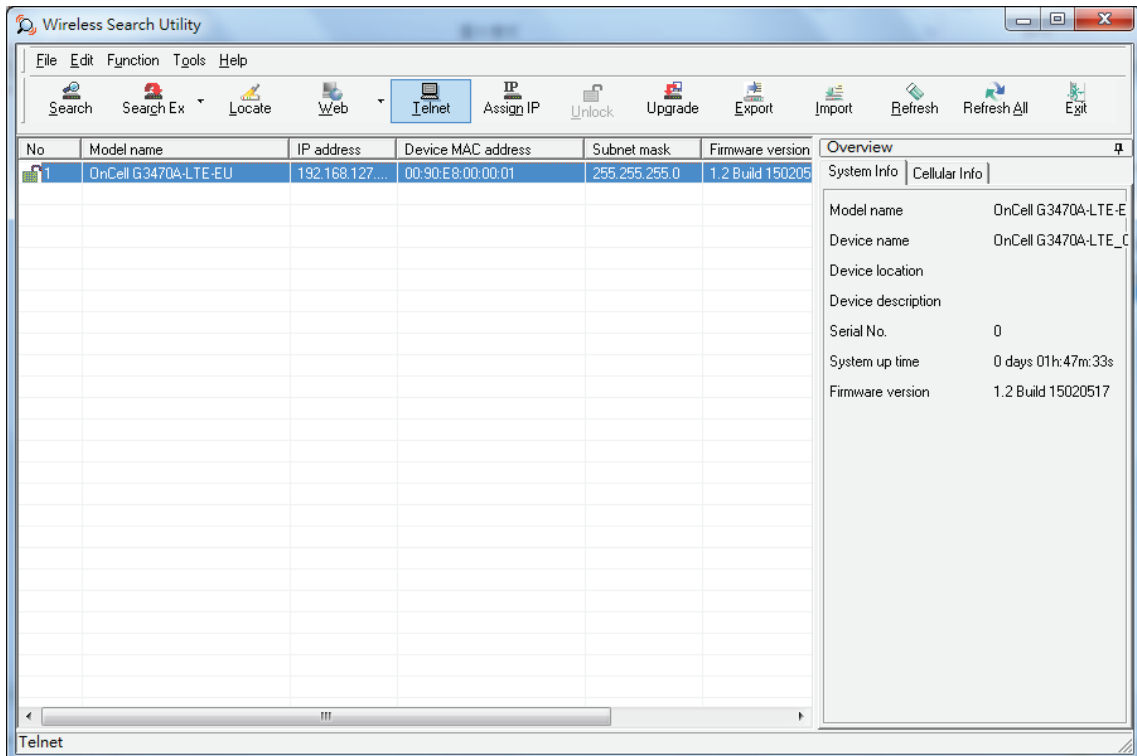 Wireless Search Utility
File Edit Function Tools Help
Search Search Ex Locate Web Telnet IP Assign IP Unlock Upgrade Export Import Refresh Refresh All Exit
No Model name IP address Device MAC address Subnet mask Firmware version
1 OnCell G3470A-LTE-EU 192.168.127.... 00:90:E8:00:00:01 255.255.255.0 1.2 Build 150205
Overview
System Info Cellular Info
Model name OnCell G3470A-LTE-E
Device name OnCell G3470A-LTE_
Device location
Device description
Serial No. 0
System up time 0 days 01h:47m:33s
Firmware version 1.2 Build 15020517
Telnet